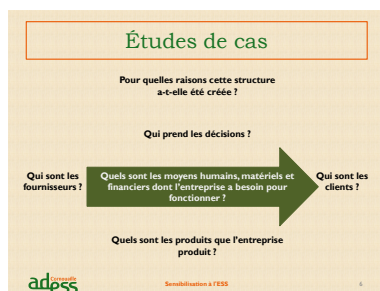 Études de cas
Pour quelles raisons cette structure
a-t-elle été créée ?
Qui prend les décisions ?
Qui sont les
fournisseurs ?
Quels sont les moyens humains, matériels et
financiers dont l'entreprise a besoin pour
fonctionner ?
Qui sont les
clients ?
Quels sont les produits que l'entreprise
produit ?
Cornouaille
adess
Sensibilisation à l'ESS
6